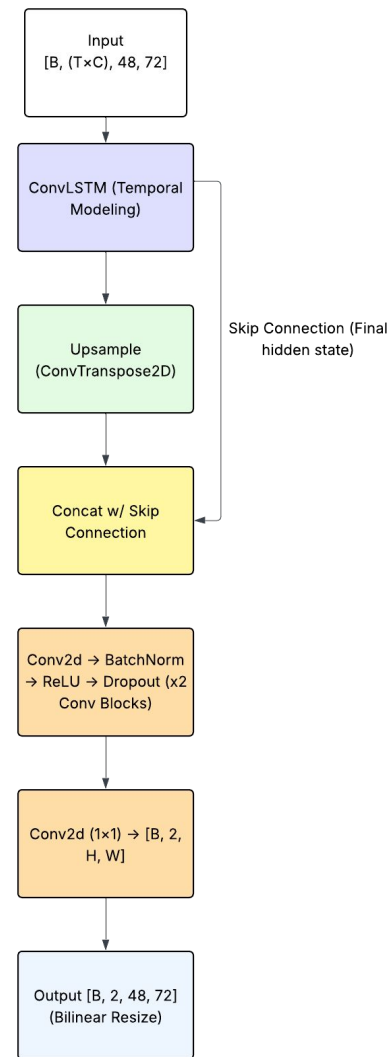 Input
[B, (T×C), 48, 72]
ConvLSTM (Temporal
Modeling)
Upsample
(ConvTranspose2D)
Skip Connection (Final
hidden state)
Concat w/ Skip
Connection
Conv2d → BatchNorm
→ ReLU → Dropout (x2
Conv Blocks)
Conv2d (1×1) → [B, 2,
H, W]
Output [B, 2, 48, 72]
(Bilinear Resize)